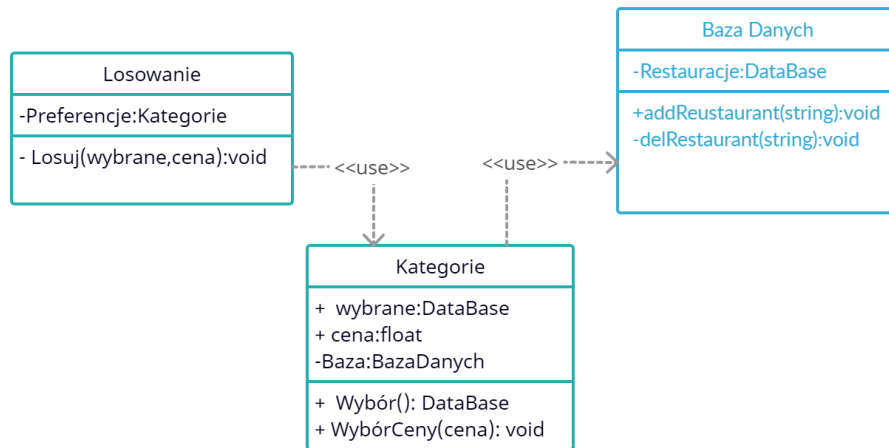 Losowanie
-Preferencje:Kategorie
- Losuj(wybrane,cena):void
<<use>>
Kategorie
+  wybrane:DataBase
+ cena:float
-Baza:BazaDanych
+  Wybór(): DataBase
+ WybórCeny(cena): void
<<use>>
Baza Danych
-Restauracje:DataBase
+addReustaurant(string):void
-delRestaurant(string):void